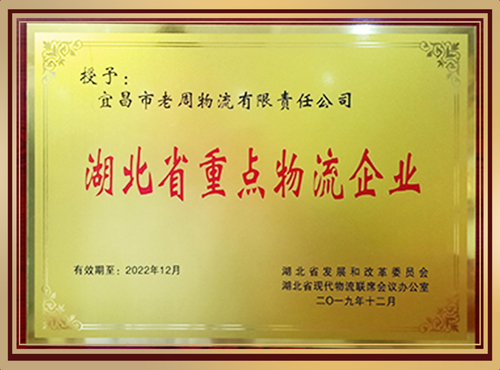 授予：
宜昌市老周物流有限责任公司
湖北省重点物流企业
有效期至：2022年12月
湖北省发展和改革委员会
湖北省现代物流联席会议办公室
二〇一九年十二月